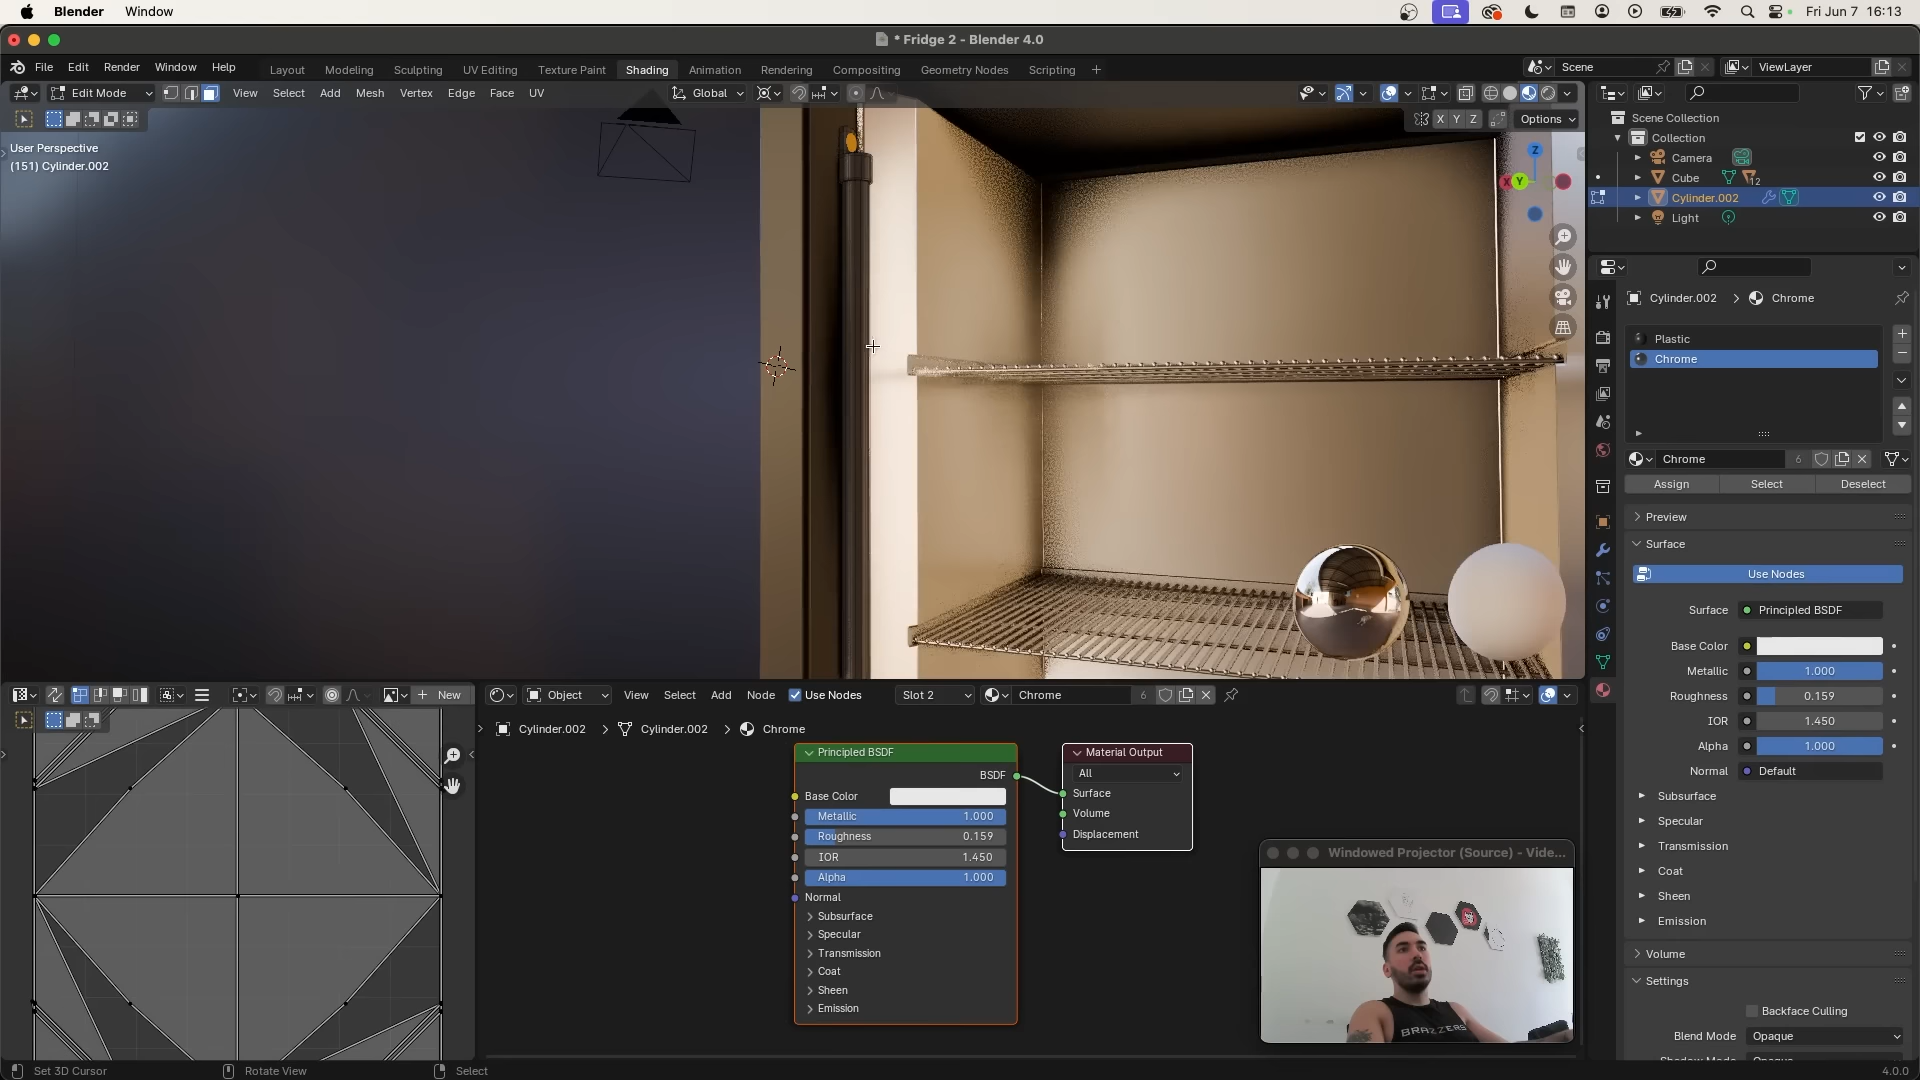 Blender Window Fri Jun 7 16:13
* Fridge 2 - Blender 4.0
File Edit Render Window Help Layout Modeling Sculpting UV Editing Texture Paint Shading Animation Rendering Compositing Geometry Nodes Scripting + Scene ViewLayer
Edit Mode View Select Add Mesh Vertex Edge Face UV Global
X Y Z Options
User Perspective
(151) Cylinder.002
Z
X Y
Scene Collection
Collection
Camera
Cube 12
Cylinder.002
Light
Cylinder.002 > Chrome
Plastic
Chrome
Chrome 6
Assign Select Deselect
Preview
Surface
Use Nodes
Surface Principled BSDF
Base Color
Metallic 1.000
Roughness 0.159
IOR 1.450
Alpha 1.000
Normal Default
Subsurface
Specular
Transmission
Coat
Sheen
Emission
Volume
Settings
Backface Culling
Blend Mode Opaque
+ New
Object View Select Add Node Use Nodes Slot 2 Chrome 6
Cylinder.002 > Cylinder.002 > Chrome
Principled BSDF
BSDF
Base Color
Metallic 1.000
Roughness 0.159
IOR 1.450
Alpha 1.000
Normal
Subsurface
Specular
Transmission
Coat
Sheen
Emission
Material Output
All
Surface
Volume
Displacement
Windowed Projector (Source) - Vide...
BRAZZERS
Set 3D Cursor Rotate View Select 4.0.0